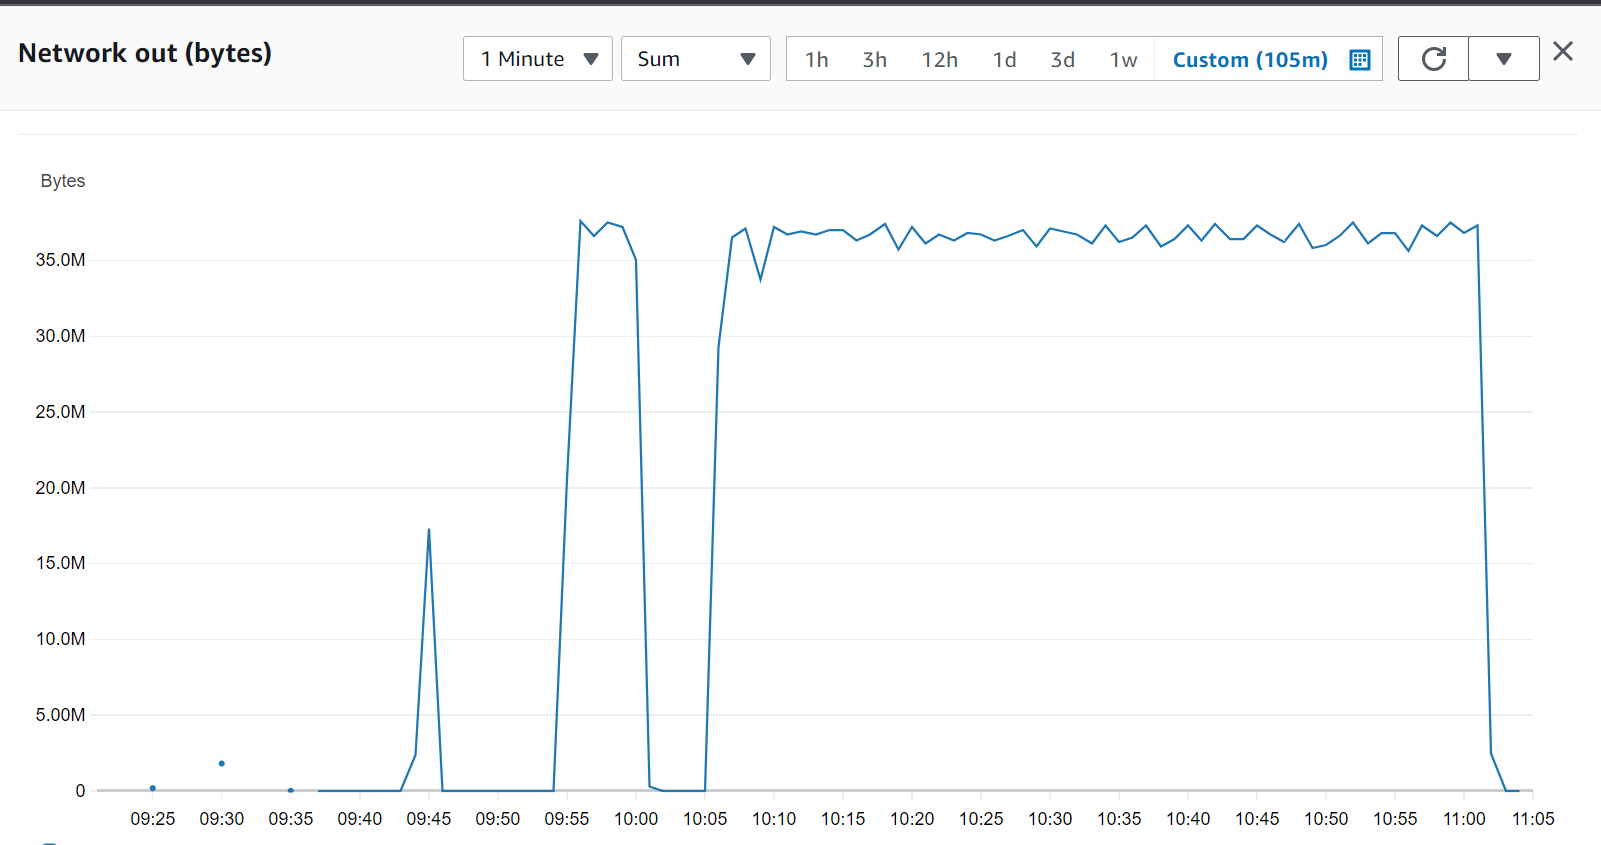 Network out (bytes)
1 Minute
Sum
1h 3h 12h 1d 3d 1w Custom (105m)
Bytes
35.0M
30.0M
25.0M
20.0M
15.0M
10.0M
5.00M
0
09:25 09:30 09:35 09:40 09:45 09:50 09:55 10:00 10:05 10:10 10:15 10:20 10:25 10:30 10:35 10:40 10:45 10:50 10:55 11:00 11:05